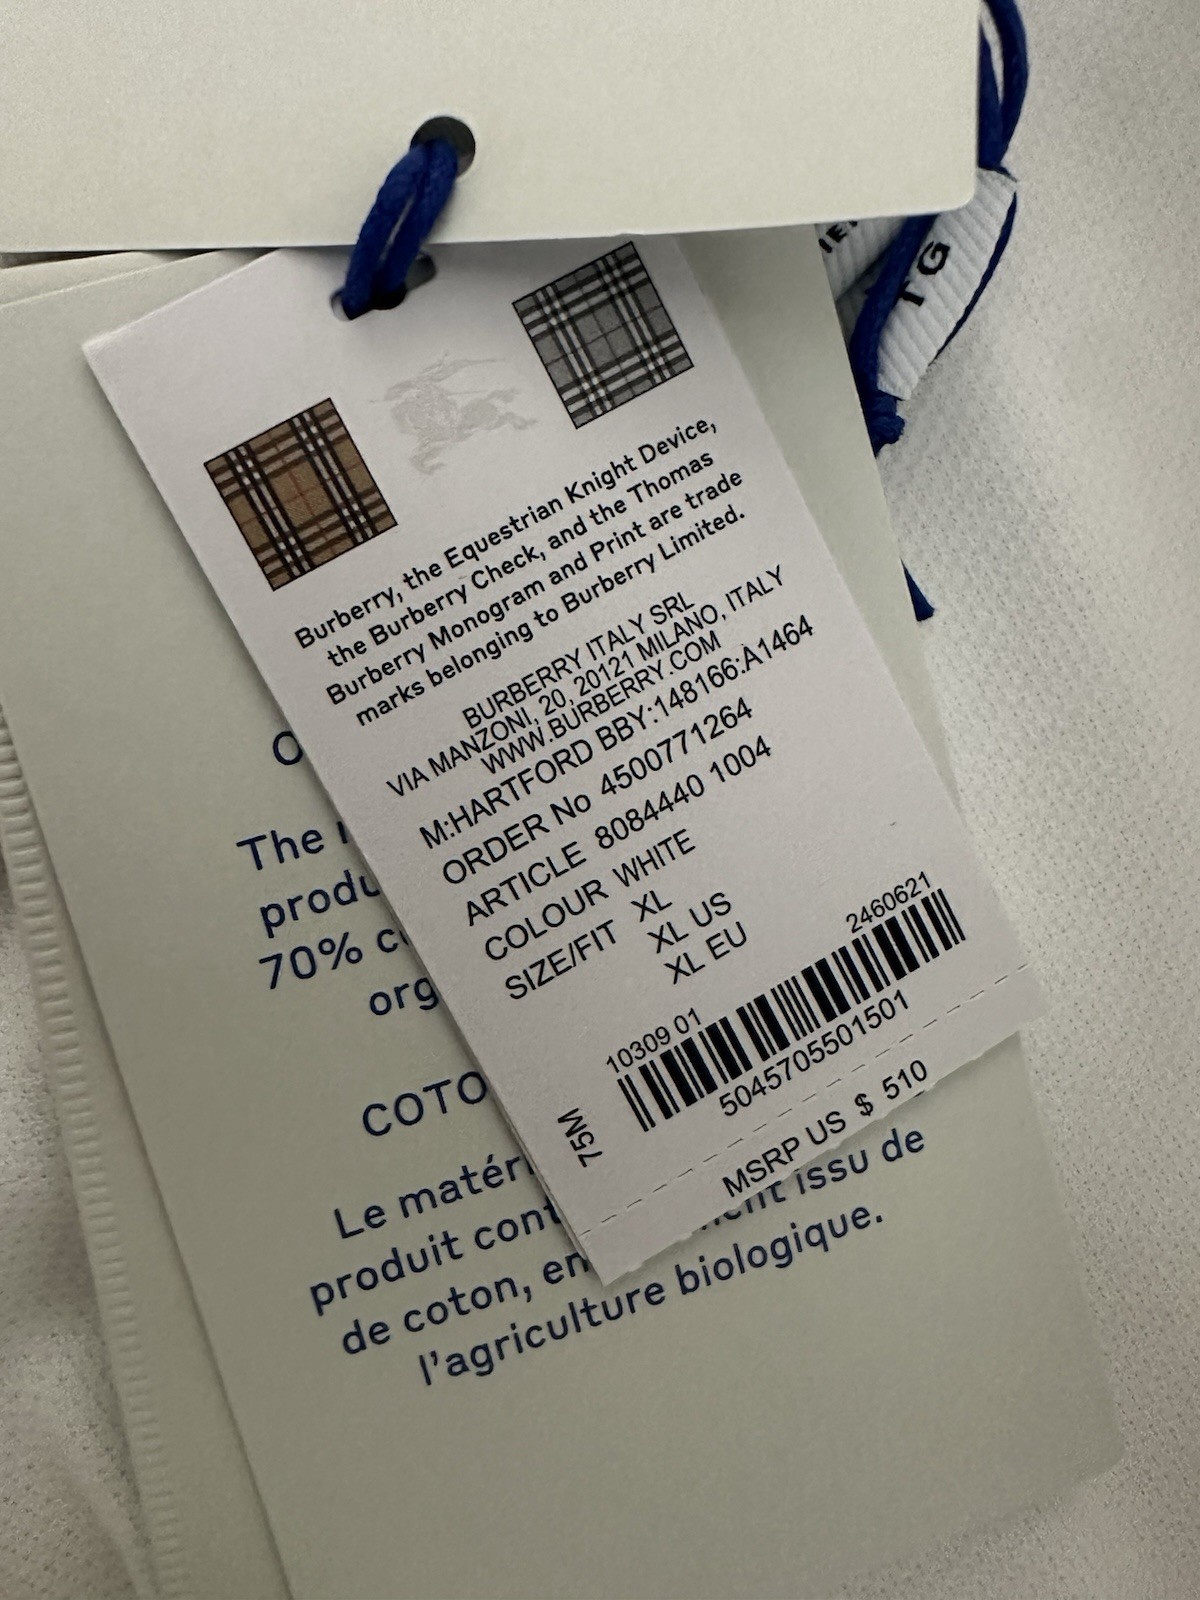 TG
Burberry, the Equestrian Knight Device,
the Burberry Check, and the Thomas
Burberry Monogram and Print are trade
marks belonging to Burberry Limited.
BURBERRY ITALY SRL
VIA MANZONI, 20, 20121 MILANO, ITALY
WWW.BURBERRY.COM
M:HARTFORD BBY:148166:A1464
ORDER No 4500771264
ARTICLE 8084440 1004
COLOUR WHITE
SIZE/FIT XL
XL US
XL EU
10309 01 2460621
5045705501501
75M
MSRP US $ 510
The
produ
70% c
org
COTO
Le matéri
produit cont
de coton, en issu de
l'agriculture biologique.